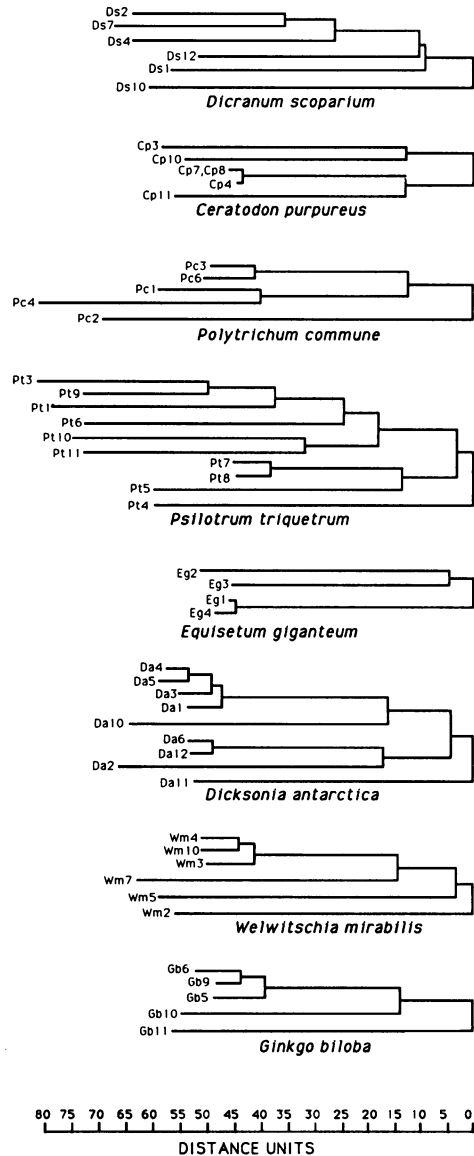 Ds2
Ds7
Ds4
Ds12
Ds1
Ds10
Dicranum scoparium
Cp3
Cp10
Cp7,Cp8
Cp4
Cp11
Ceratodon purpureus
Pc3
Pc6
Pc1
Pc4
Pc2
Polytrichum commune
Pt3
Pt9
Pt1
Pt6
Pt10
Pt11
Pt7
Pt8
Pt5
Pt4
Psilotrum triquetrum
Eg2
Eg3
Eg1
Eg4
Equisetum giganteum
Da4
Da5
Da3
Da1
Da10
Da6
Da12
Da2
Da11
Dicksonia antarctica
Wm4
Wm10
Wm3
Wm7
Wm5
Wm2
Welwitschia mirabilis
Gb6
Gb9
Gb5
Gb10
Gb11
Ginkgo biloba
80 75 70 65 60 55 50 45 40 35 30 25 20 15 10 5 0
DISTANCE UNITS